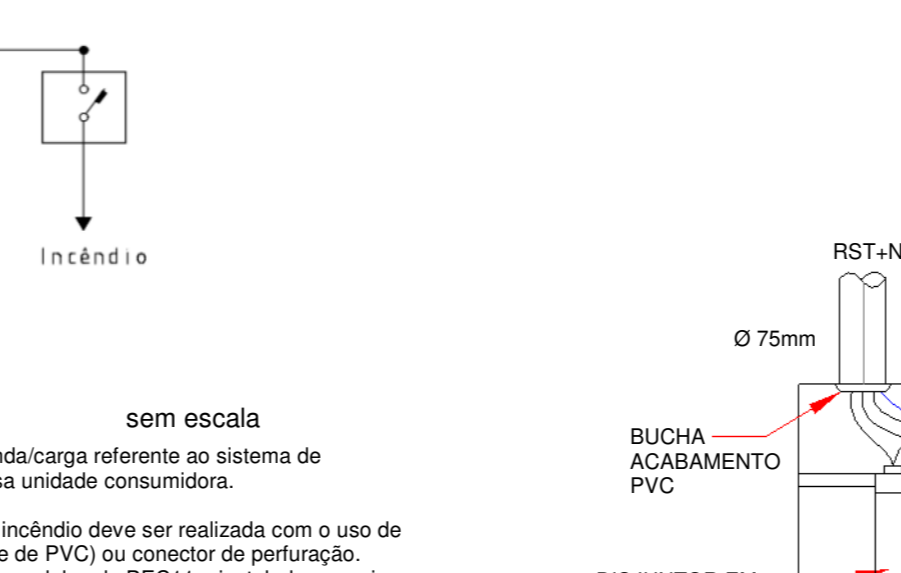 Incêndio
sem escala
nda/carga referente ao sistema de
sa unidade consumidora.
incêndio deve ser realizada com o uso de
e de PVC) ou conector de perfuração.
RST+N
Ø 75mm
BUCHA
ACABAMENTO
PVC